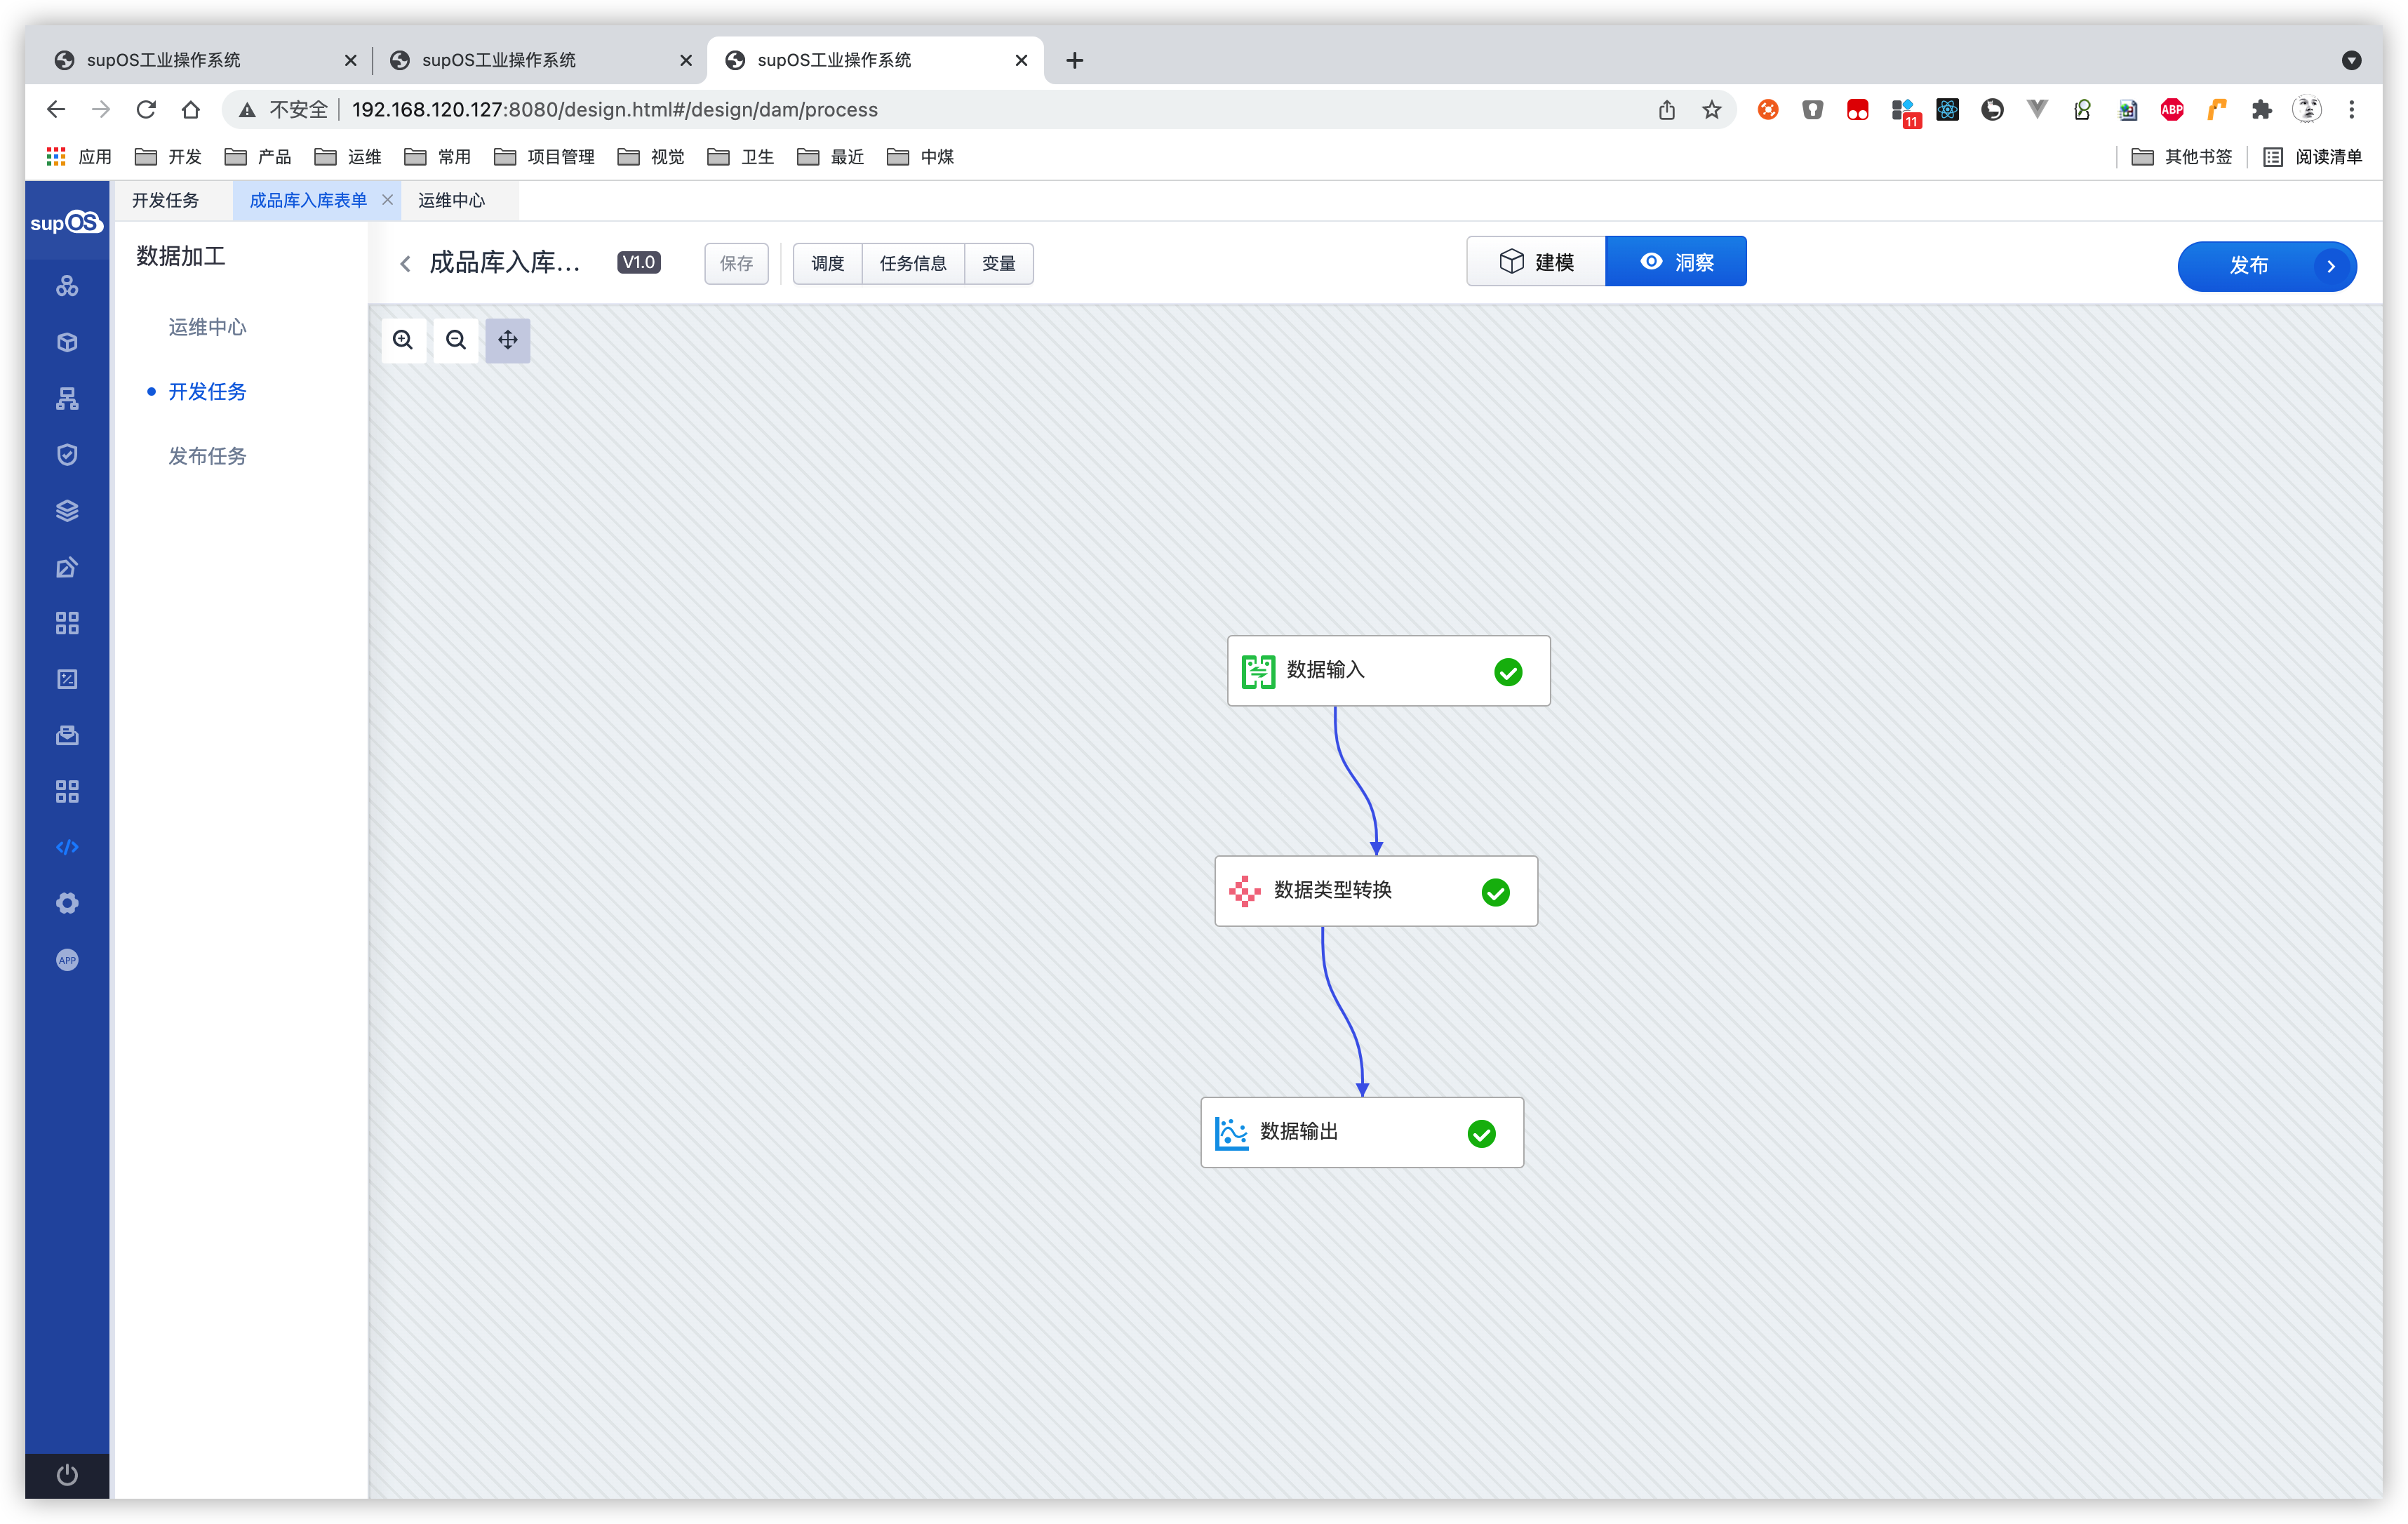 supOS工业操作系统
supOS工业操作系统
supOS工业操作系统
不安全 192.168.120.127:8080/design.html#/design/dam/process
11
ABP
应用 开发 产品 运维 常用 项目管理 视觉 卫生 最近 中煤 其他书签 阅读清单
supOS
开发任务 成品库入库表单 运维中心
数据加工
成品库入库... V1.0 保存 调度 任务信息 变量 建模 洞察 发布
运维中心
开发任务
发布任务
数据输入
数据类型转换
数据输出
APP